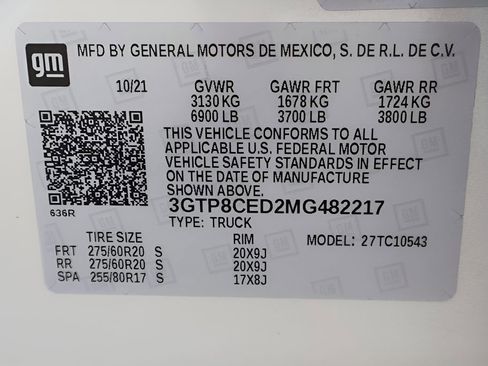 gm
MFD BY GENERAL MOTORS DE MEXICO, S. DE R.L. DE C.V.
10/21 GVWR GAWR FRT GAWR RR
3130 KG 1678 KG 1724 KG
6900 LB 3700 LB 3800 LB
THIS VEHICLE CONFORMS TO ALL
APPLICABLE U.S. FEDERAL MOTOR
VEHICLE SAFETY STANDARDS IN EFFECT
ON THE DATE OF MANUFACTURE
SHOWN ABOVE.
636R
3GTP8CED2MG482217
TYPE: TRUCK
TIRE SIZE RIM MODEL: 27TC10543
FRT 275/60R20 S 20X9J
RR 275/60R20 S 20X9J
SPA 255/80R17 S 17X8J